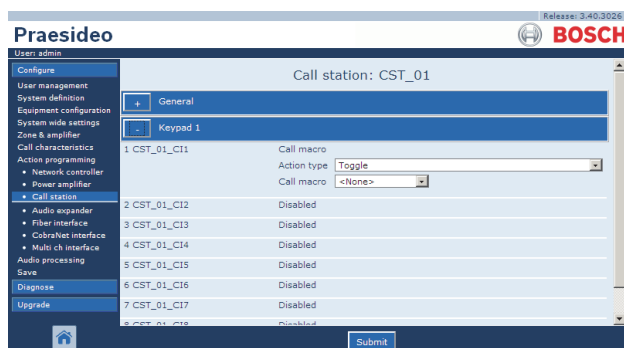 Release: 3.40.3026
Praesideo
BOSCH
User: admin
Configure
User management
System definition
Equipment configuration
System wide settings
Zone & amplifier
Call characteristics
Action programming
• Network controller
• Power amplifier
• Call station
• Audio expander
• Fiber interface
• CobraNet interface
• Multi ch interface
Audio processing
Save
Diagnose
Upgrade
Call station: CST_01
+ General
- Keypad 1
1 CST_01_CI1 Call macro
Action type Toggle
Call macro <None>
2 CST_01_CI2 Disabled
3 CST_01_CI3 Disabled
4 CST_01_CI4 Disabled
5 CST_01_CI5 Disabled
6 CST_01_CI6 Disabled
7 CST_01_CI7 Disabled
8 CST_01_CI8 Disabled
Submit